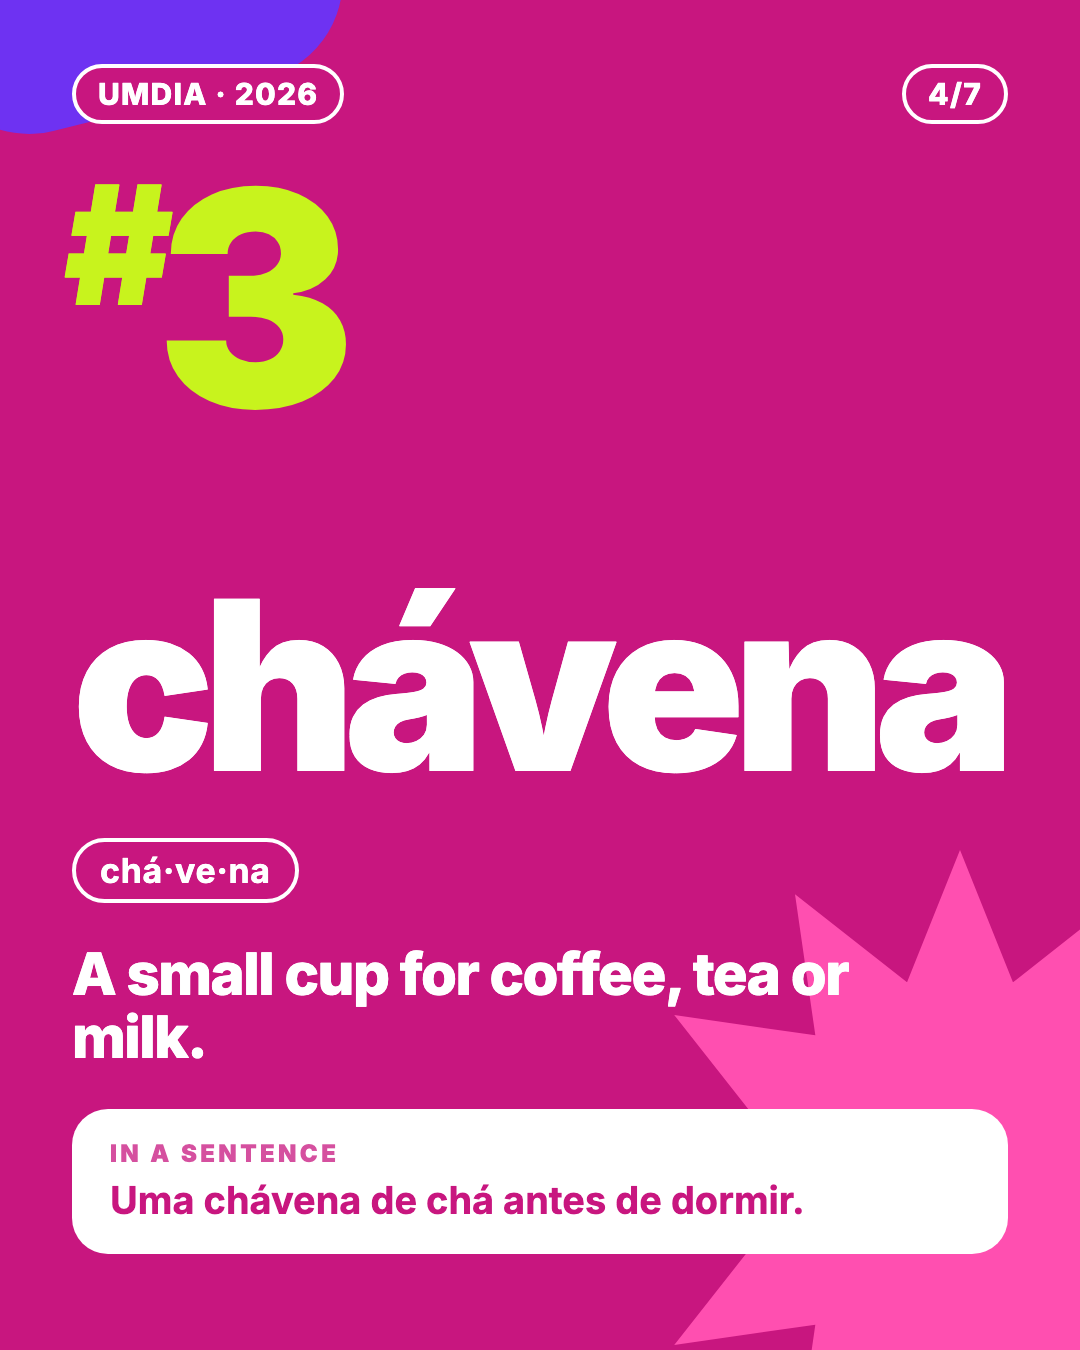 UMDIA · 2026
4/7
#3
chávena
chá·ve·na
A small cup for coffee, tea or
milk.
IN A SENTENCE
Uma chávena de chá antes de dormir.